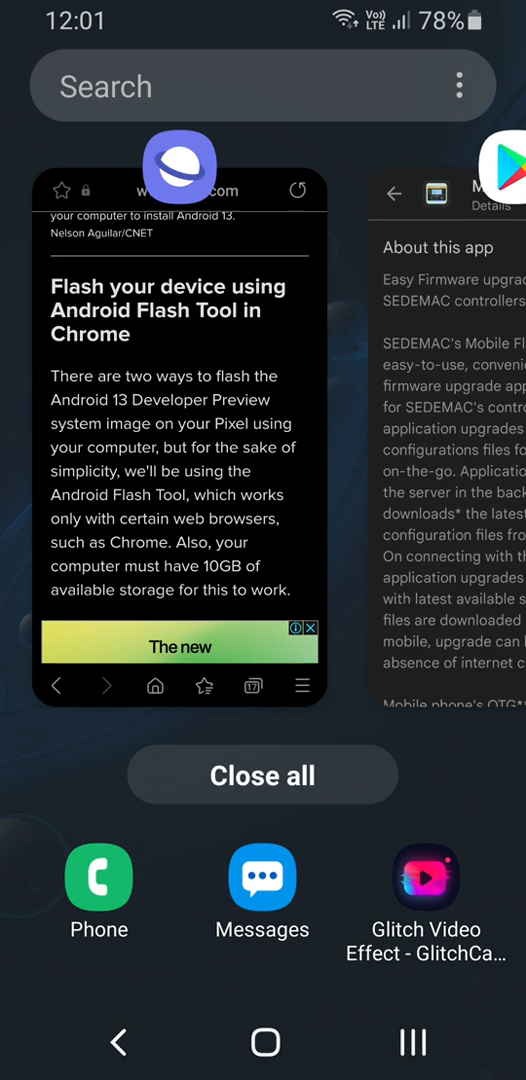 12:01
Vo)
LTE
78%
Search
w
com
your computer to install Android 13.
Nelson Aguilar/CNET
Flash your device using
Android Flash Tool in
Chrome
There are two ways to flash the
Android 13 Developer Preview
system image on your Pixel using
your computer, but for the sake of
simplicity, we'll be using the
Android Flash Tool, which works
only with certain web browsers,
such as Chrome. Also, your
computer must have 10GB of
available storage for this to work.
The new
17
M
Details
About this app
Easy Firmware upgra
SEDEMAC controllers
SEDEMAC's Mobile Fl
easy-to-use, convenie
firmware upgrade app
for SEDEMAC's contro
application upgrades
configurations files fo
on-the-go. Applicatio
the server in the back
downloads* the latest
configuration files fro
On connecting with th
application upgrades
with latest available s
files are downloaded
mobile, upgrade can b
absence of internet c
Mobile phone's OTG*
Close all
Phone
Messages
Glitch Video
Effect - GlitchCa...